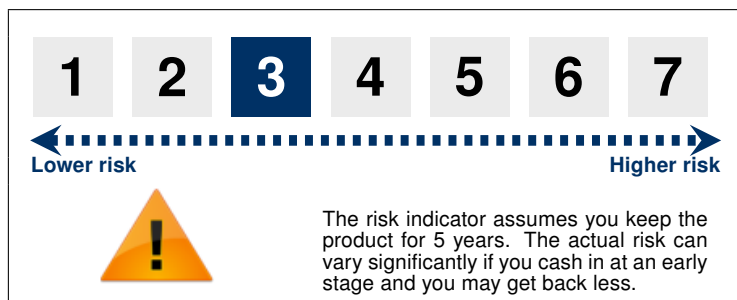 1 2 3 4 5 6 7
Lower risk Higher risk
!
The risk indicator assumes you keep the
product for 5 years. The actual risk can
vary significantly if you cash in at an early
stage and you may get back less.